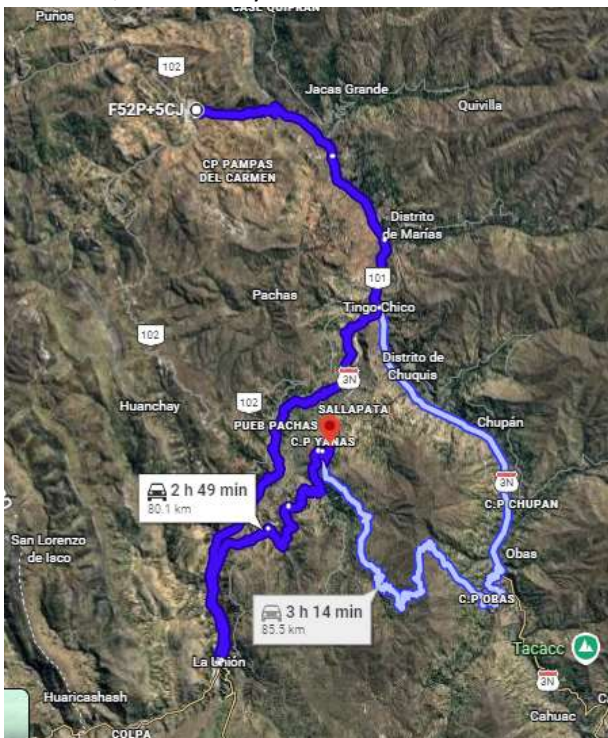 CASE QUIPRAN
Puños
102
Jacas Grande
F52P+5CJ
Quivilla
CP PAMPAS
DEL CARMEN
Distrito
de Marías
101
Pachas
Tingo Chico
102
Distrito de
Chuquis
3N
Huanchay
102
SALLAPATA
PUEB PACHAS
Chupán
C.P YANAS
3N
2 h 49 min
80.1 km
C.P CHUPAN
San Lorenzo
de Isco
Obas
C.P OBAS
3 h 14 min
85.5 km
Tacacc
La Unión
3N
Huaricashash
Cahuac
COLPA